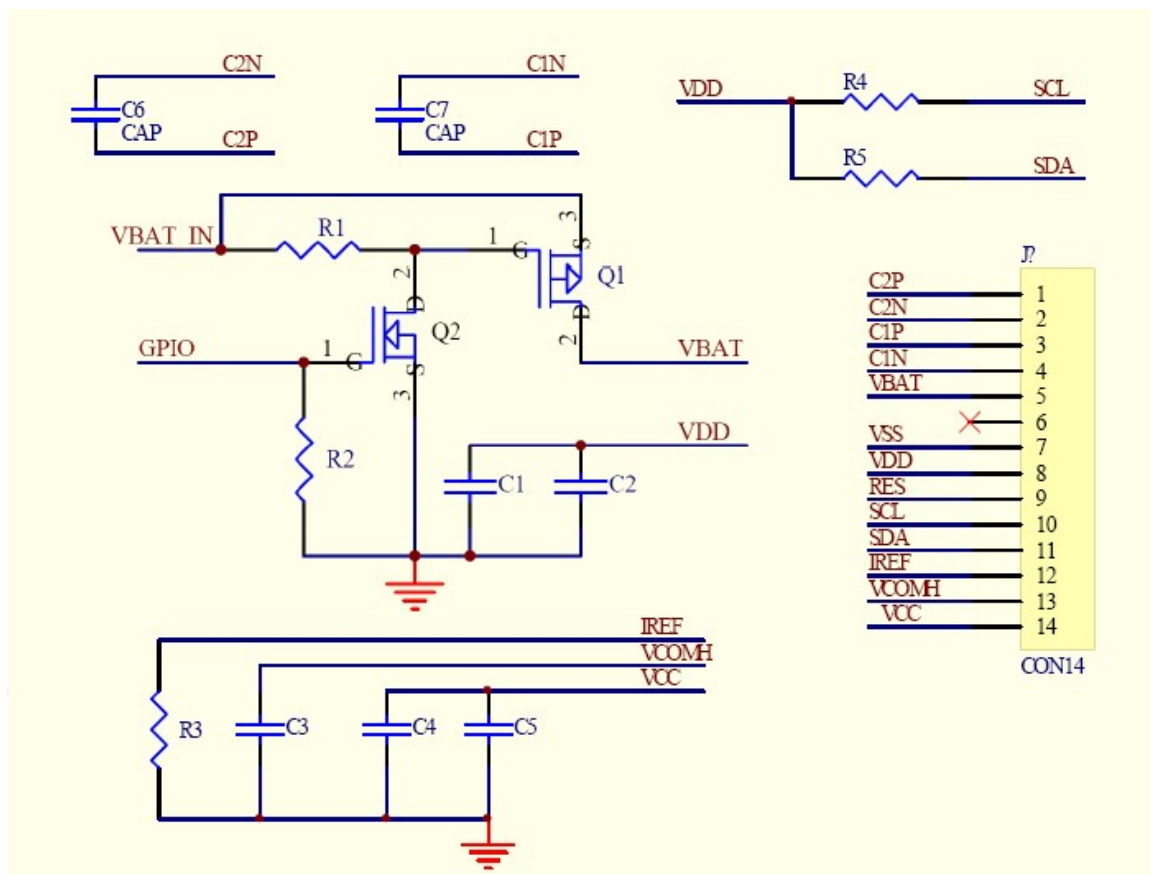 C2N
C6
CAP
C2P
C1N
C7
CAP
C1P
VDD
R4
SCL
R5
SDA
VBAT IN
R1
1
G
3
S
Q1
D
2
VBAT
2
D
Q2
GPIO
1
G
S
3
R2
VDD
C1
C2
J?
C2P
1
C2N
2
C1P
3
C1N
4
VBAT
5
6
VSS
7
VDD
8
RES
9
SCL
10
SDA
11
IREF
12
VCOMH
13
VCC
14
CON14
IREF
VCOMH
VCC
R3
C3
C4
C5